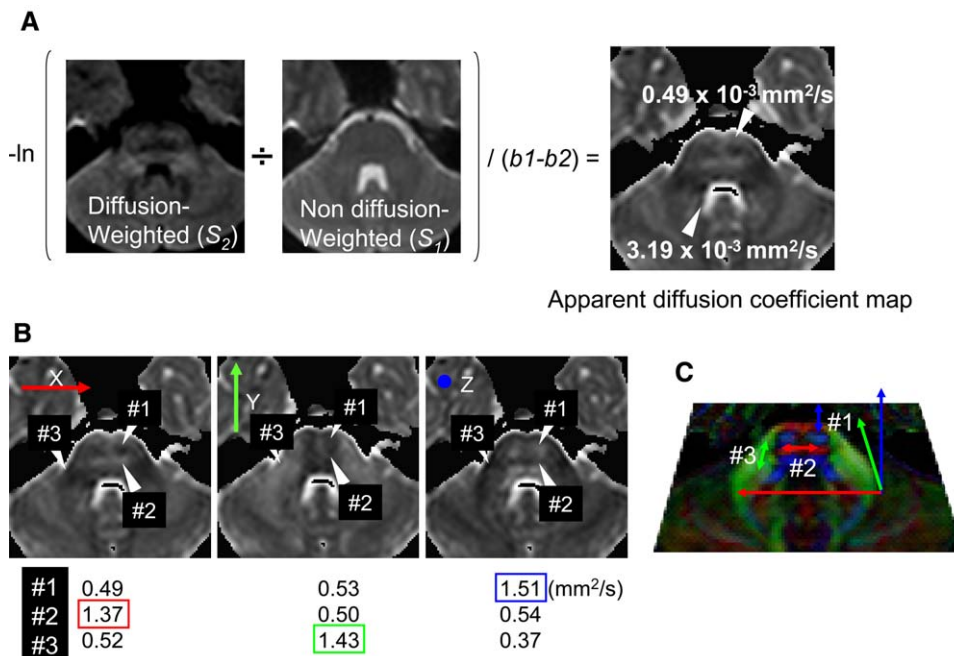 A
-ln
÷
/ (b1-b2) =
0.49 x 10-3 mm2/s
Diffusion-
Weighted (S2)
Non diffusion-
Weighted (S1)
3.19 x 10-3 mm2/s
Apparent diffusion coefficient map
B
X
#1
#3
#2
Y
#1
#3
#2
Z
#1
#3
#2
C
#1
#3
#2
#1 0.49 0.53 1.51 (mm2/s)
#2 1.37 0.50 0.54
#3 0.52 1.43 0.37